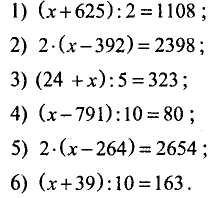 1) (x+625):2=1108;
2) 2·(x−392)=2398;
3) (24 +x):5=323;
4) (x−791):10=80;
5) 2·(x−264)=2654;
6) (x+39):10=163.